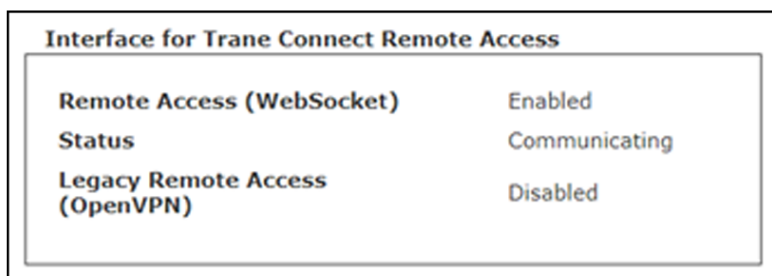 Interface for Trane Connect Remote Access
Remote Access (WebSocket) Enabled
Status Communicating
Legacy Remote Access
(OpenVPN) Disabled